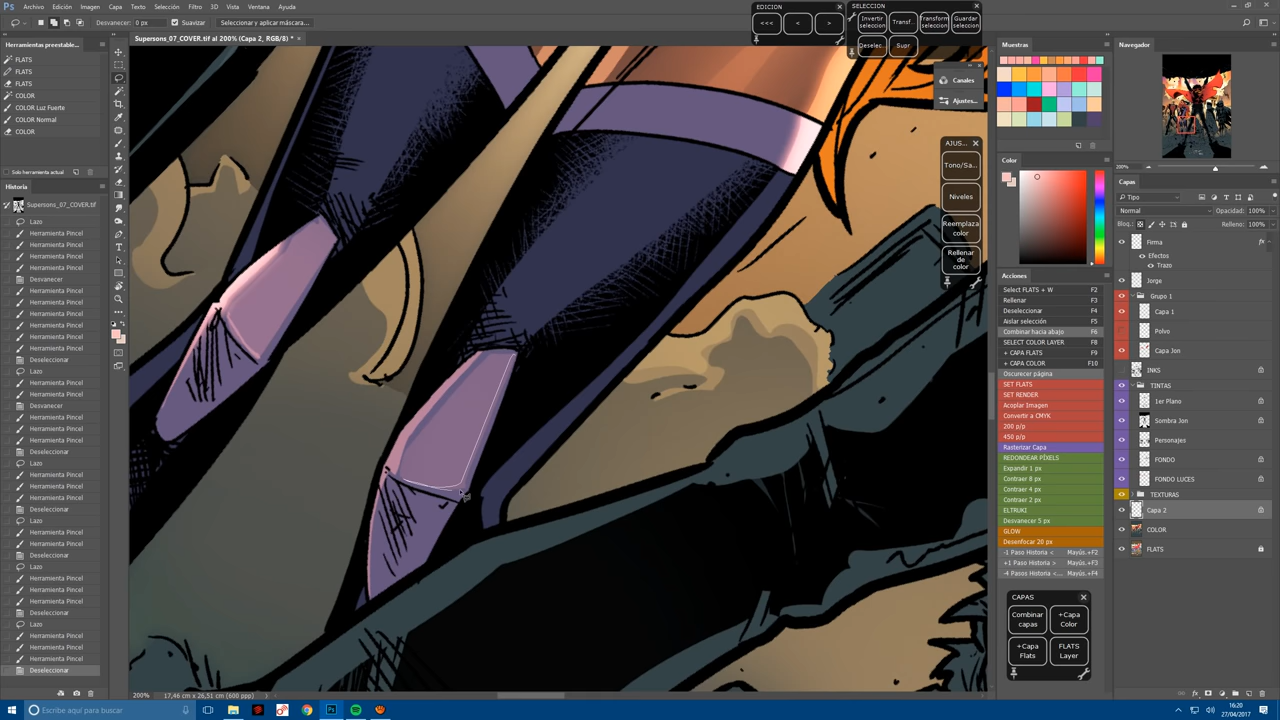 Ps Archivo Edición Imagen Capa Texto Selección Filtro 3D Vista Ventana Ayuda
Desvanecer: 0 px Suavizar Seleccionar y aplicar máscara...
Supersons_07_COVER.tif al 200% (Capa 2, RGB/8) *
Herramientas preestable...
FLATS
FLATS
FLATS
COLOR
COLOR Luz Fuerte
COLOR Normal
COLOR
Solo herramienta actual
Historia
Supersons_07_COVER.tif
Lazo
Herramienta Pincel
Herramienta Pincel
Herramienta Pincel
Herramienta Pincel
Desvanecer
Herramienta Pincel
Herramienta Pincel
Herramienta Pincel
Herramienta Pincel
Herramienta Pincel
Herramienta Pincel
Deseleccionar
Lazo
Herramienta Pincel
Herramienta Pincel
Desvanecer
Herramienta Pincel
Herramienta Pincel
Herramienta Pincel
Deseleccionar
Lazo
Herramienta Pincel
Herramienta Pincel
Herramienta Pincel
Deseleccionar
Lazo
Herramienta Pincel
Herramienta Pincel
Deseleccionar
Lazo
Herramienta Pincel
Herramienta Pincel
Herramienta Pincel
Deseleccionar
Lazo
Herramienta Pincel
Herramienta Pincel
Herramienta Pincel
Deseleccionar
EDICION
<<<
<
>
SELECCION
Invertir seleccion
Transf...
Transform seleccion
Guardar seleccion
Deselec...
Supr.
Canales
Ajustes...
AJUS...
Tono/Sa...
Niveles
Reemplaza color
Rellenar de color
200% 17,46 cm x 26,51 cm (600 ppp)
Muestras
Color
Acciones
Select FLATS + W F2
Rellenar F3
Deseleccionar F4
Aislar selección F5
Combinar hacia abajo F6
SELECT COLOR LAYER F8
+ CAPA FLATS F9
+ CAPA COLOR F10
Oscurecer página
SET FLATS
SET RENDER
Acoplar Imagen
Convertir a CMYK
200 p/p
450 p/p
Rasterizar Capa
REDONDEAR PÍXELS
Expandir 1 px
Contraer 8 px
Contraer 4 px
Contraer 2 px
ELTRUKI
Desvanecer 5 px
GLOW
Desenfocar 20 px
-1 Paso Historia < Mayús.+F2
+1 Paso Historia > Mayús.+F3
-4 Pasos Historia <... Mayús.+F4
CAPAS
Combinar capas
+Capa Color
+Capa Flats
FLATS Layer
Navegador
200%
Capas
Tipo
Normal Opacidad: 100%
Bloq.: Relleno: 100%
Firma
Efectos
Trazo
Jorge
Grupo 1
Capa 1
Polvo
Capa Jon
INKS
TINTAS
1er Plano
Sombra Jon
Personajes
FONDO
FONDO LUCES
TEXTURAS
Capa 2
COLOR
FLATS
Escribe aquí para buscar
16:20
27/04/2017